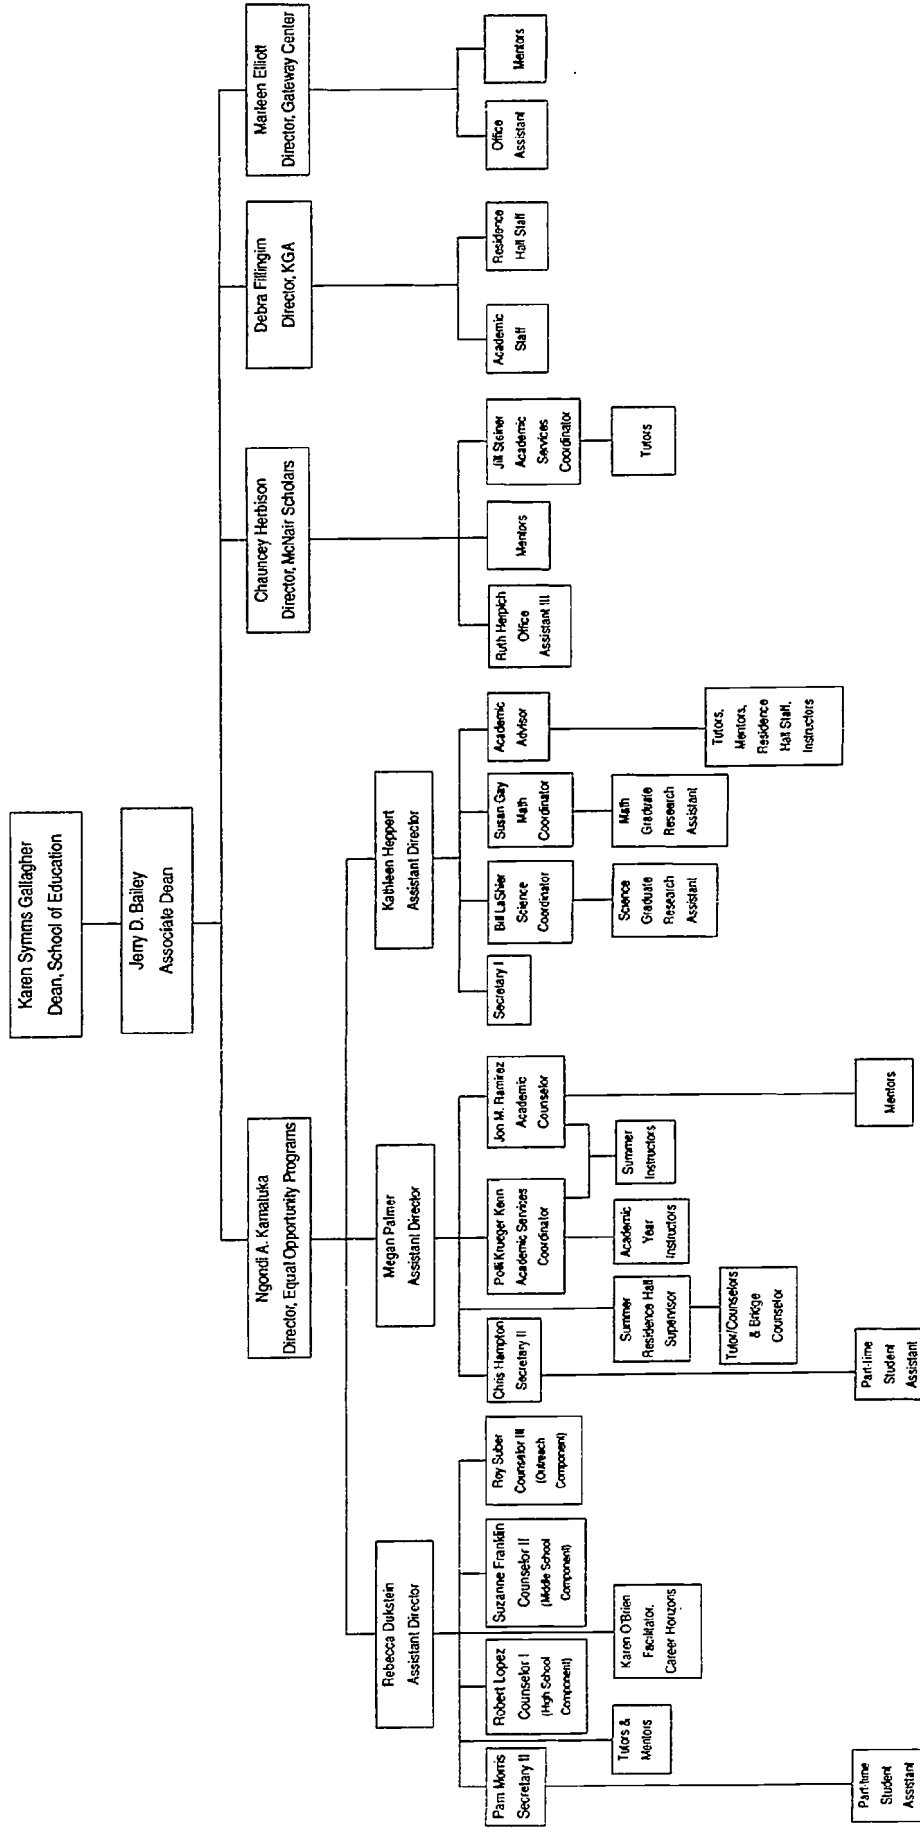 Karen Symms Gallagher
Dean, School of Education
Jerry D. Bailey
Associate Dean
Ngondi A. Kamatuka
Director, Equal Opportunity Programs
Chauncey Herbison
Director, McNair Scholars
Debra Fillingim
Director, KGA
Marleen Elliott
Director, Gateway Center
Rebecca Dukstein
Assistant Director
Megan Palmer
Assistant Director
Kathleen Heppert
Assistant Director
Pam Morris
Secretary II
Robert Lopez
Counselor I
(High School
Component)
Suzanne Franklin
Counselor II
(Middle School
Component)
Roy Suber
Counselor III
(Outreach
Component)
Chris Hampton
Secretary II
Polli Krueger Kenn
Academic Services
Coordinator
Jon M. Ramirez
Academic
Counselor
Secretary I
Bill LaShier
Science
Coordinator
Susan Gay
Math
Coordinator
Academic
Advisor
Ruth Herpich
Office
Assistant III
Mentors
Jill Steiner
Academic
Services
Coordinator
Academic
Staff
Residence
Hall Staff
Office
Assistant
Mentors
Tutors &
Mentors
Karen O'Brien
Facilitator,
Career Horizons
Summer
Residence Hall
Supervisor
Academic
Year
Instructors
Summer
Instructors
Science
Graduate
Research
Assistant
Math
Graduate
Research
Assistant
Tutors
Tutor/Counselors
& Bridge
Counselor
Tutors,
Mentors,
Residence
Hall Staff,
Instructors
Part-time
Student
Assistant
Part-time
Student
Assistant
Mentors